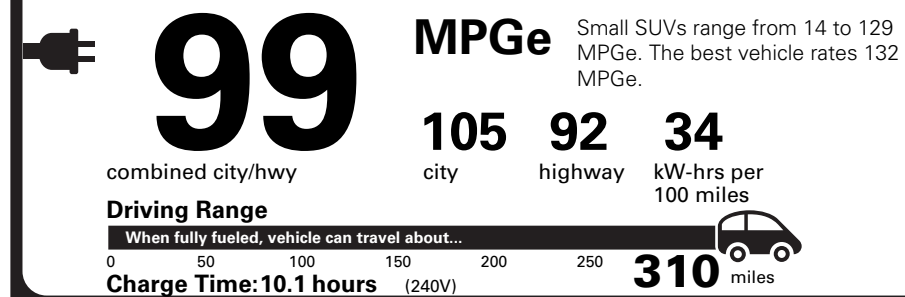 99
MPGe
Small SUVs range from 14 to 129
MPGe. The best vehicle rates 132
MPGe.
combined city/hwy
105
city
92
highway
34
kW-hrs per
100 miles
Driving Range
When fully fueled, vehicle can travel about...
0 50 100 150 200 250 310 miles
Charge Time:10.1 hours (240V)